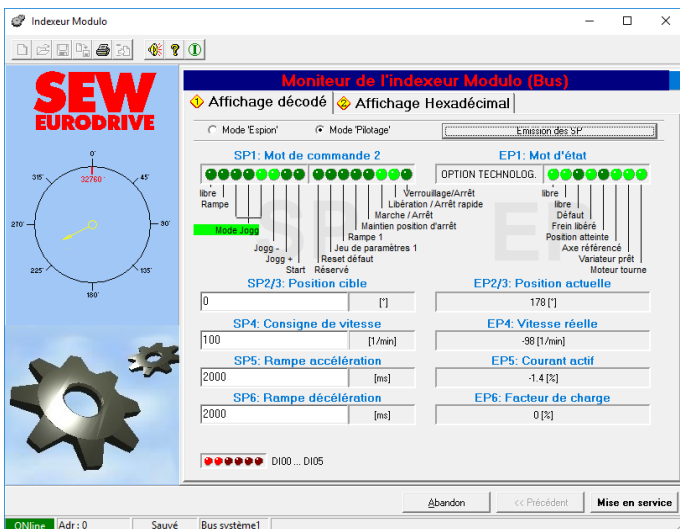 Indexeur Modulo
SEW
EURODRIVE
0'
32760
315'
45'
270'
90'
225'
135'
180'
Moniteur de l'indexeur Modulo (Bus)
1 Affichage décodé
2 Affichage Hexadécimal
Mode 'Espion'
Mode 'Pilotage'
Emission des SP
SP
EP
SP1: Mot de commande 2
libre
Rampe
Mode Jogg
Jogg -
Jogg +
Start
Verrouillage/Arrêt
Libération / Arrêt rapide
Marche / Arrêt
Maintien position d'arrêt
Rampe 1
Jeu de paramètres 1
Reset défaut
Réservé
EP1: Mot d'état
OPTION TECHNOLOG.
libre
libre
Défaut
Frein libéré
Position atteinte
Axe référencé
Variateur prêt
Moteur tourne
SP2/3: Position cible
0
[°]
EP2/3: Position actuelle
178 [°]
SP4: Consigne de vitesse
100
[1/min]
EP4: Vitesse réelle
-98 [1/min]
SP5: Rampe accélération
2000
[ms]
EP5: Courant actif
-1.4 [%]
SP6: Rampe décélération
2000
[ms]
EP6: Facteur de charge
0 [%]
DI00 ... DI05
Abandon
<< Précédent
Mise en service
ONline
Adr : 0
Sauvé
Bus système1